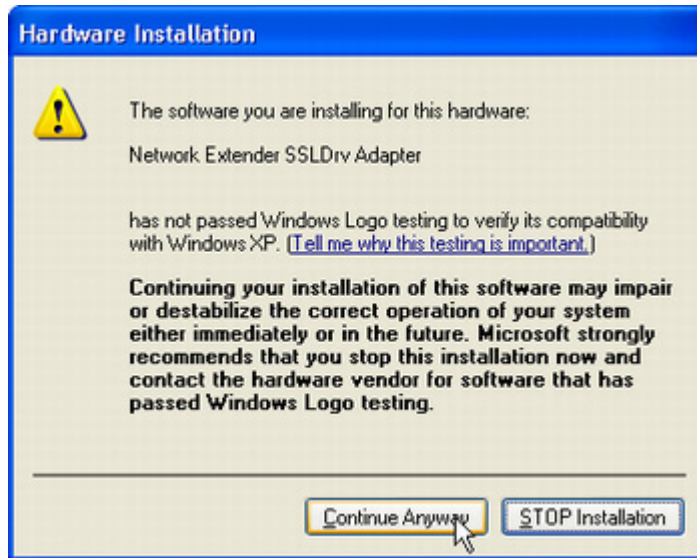 Hardware Installation
The software you are installing for this hardware:
Network Extender SSLDrv Adapter
has not passed Windows Logo testing to verify its compatibility
with Windows XP. (Tell me why this testing is important.)
Continuing your installation of this software may impair
or destabilize the correct operation of your system
either immediately or in the future. Microsoft strongly
recommends that you stop this installation now and
contact the hardware vendor for software that has
passed Windows Logo testing.
Continue Anyway
STOP Installation